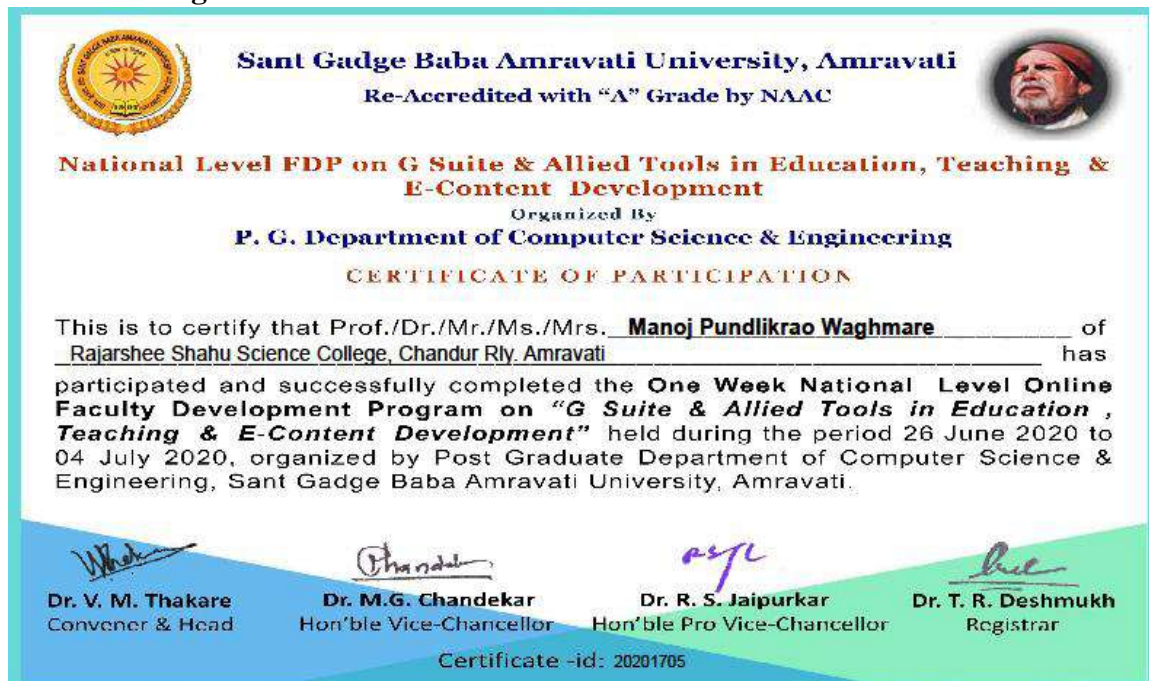 Sant Gadge Baba Amravati University, Amravati
Re-Accredited with “A” Grade by NAAC
National Level FDP on G Suite & Allied Tools in Education, Teaching &
E-Content Development
Organized By
P. G. Department of Computer Science & Engineering
CERTIFICATE OF PARTICIPATION
This is to certify that Prof./Dr./Mr./Ms./Mrs. Manoj Pundlikrao Waghmare of
Rajarshee Shahu Science College, Chandur Rly. Amravati has
participated and successfully completed the One Week National Level Online
Faculty Development Program on “G Suite & Allied Tools in Education ,
Teaching & E-Content Development” held during the period 26 June 2020 to
04 July 2020, organized by Post Graduate Department of Computer Science &
Engineering, Sant Gadge Baba Amravati University, Amravati.
Dr. V. M. Thakare Dr. M.G. Chandekar Dr. R. S. Jaipurkar Dr. T. R. Deshmukh
Convener & Head Hon’ble Vice-Chancellor Hon’ble Pro Vice-Chancellor Registrar
Certificate -id: 20201705